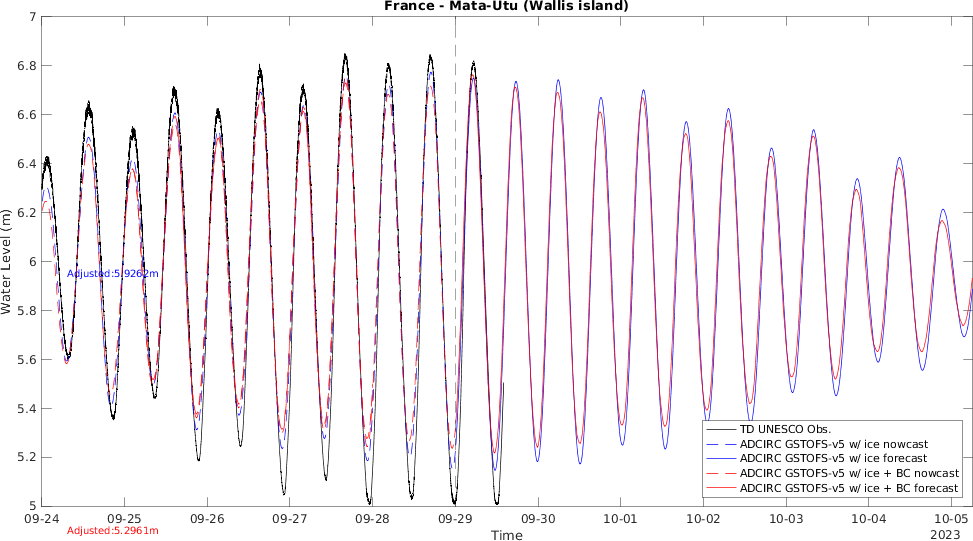 France - Mata-Utu (Wallis island)
7
6.8
6.6
6.4
6.2
6
5.8
5.6
5.4
5.2
5
Water Level (m)
Adjusted:5.9262m
TD UNESCO Obs.
ADCIRC GSTOFS-v5 w/ ice nowcast
ADCIRC GSTOFS-v5 w/ ice forecast
ADCIRC GSTOFS-v5 w/ ice + BC nowcast
ADCIRC GSTOFS-v5 w/ ice + BC forecast
09-24 09-25 09-26 09-27 09-28 09-29 09-30 10-01 10-02 10-03 10-04 10-05
Adjusted:5.2961m
Time
2023